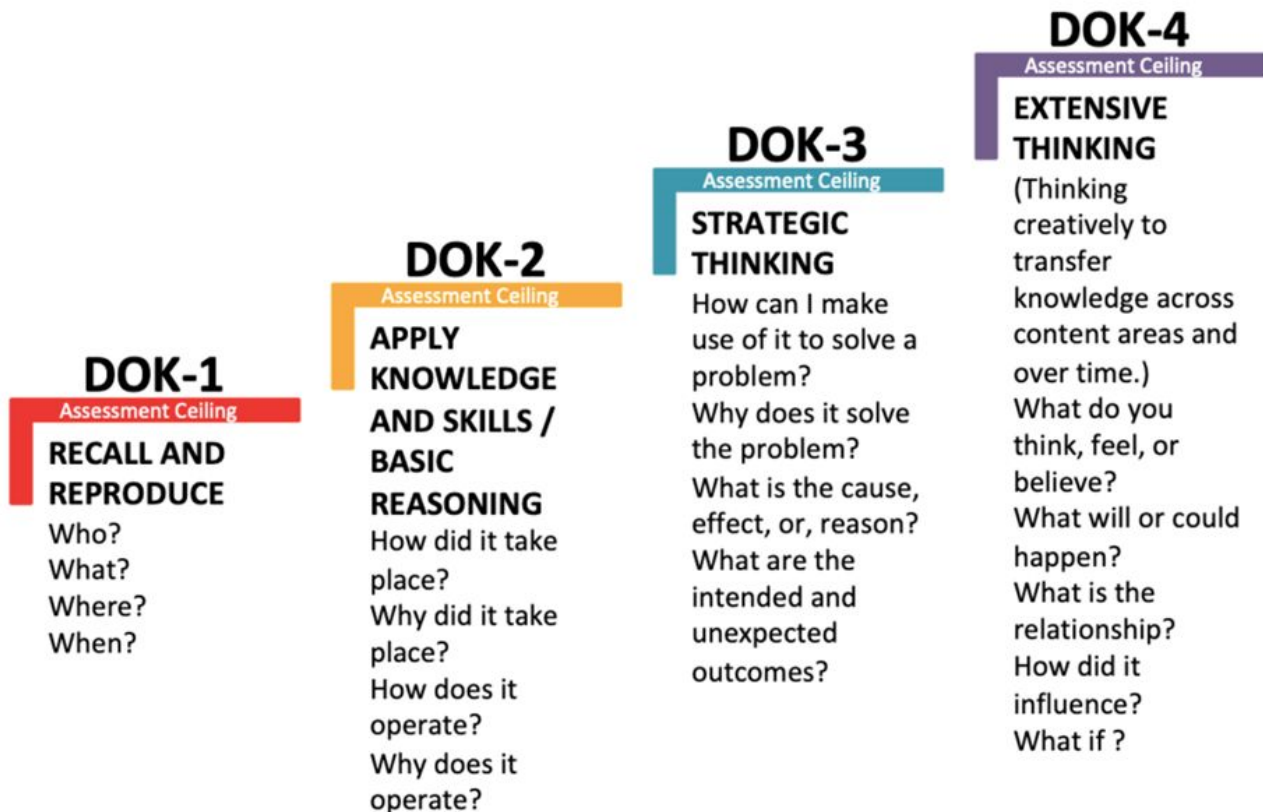 DOK-1
Assessment Ceiling
RECALL AND
REPRODUCE
Who?
What?
Where?
When?
DOK-2
Assessment Ceiling
APPLY
KNOWLEDGE
AND SKILLS /
BASIC
REASONING
How did it take
place?
Why did it take
place?
How does it
operate?
Why does it
operate?
DOK-3
Assessment Ceiling
STRATEGIC
THINKING
How can I make
use of it to solve a
problem?
Why does it solve
the problem?
What is the cause,
effect, or, reason?
What are the
intended and
unexpected
outcomes?
DOK-4
Assessment Ceiling
EXTENSIVE
THINKING
(Thinking
creatively to
transfer
knowledge across
content areas and
over time.)
What do you
think, feel, or
believe?
What will or could
happen?
What is the
relationship?
How did it
influence?
What if ?